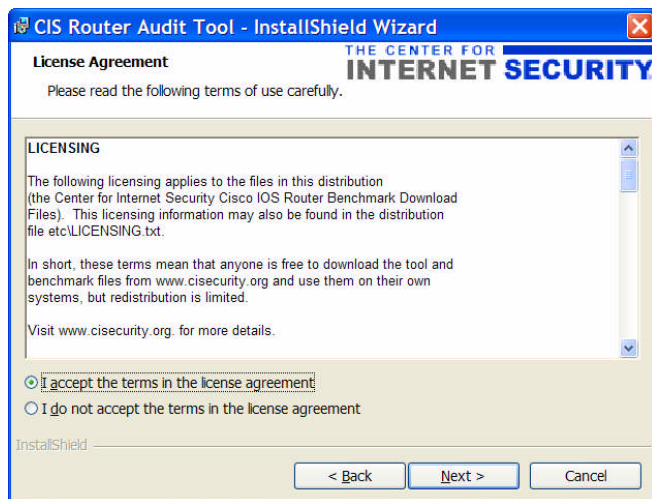 CIS Router Audit Tool - InstallShield Wizard
License Agreement
Please read the following terms of use carefully.
THE CENTER FOR
INTERNET SECURITY
LICENSING
The following licensing applies to the files in this distribution
(the Center for Internet Security Cisco IOS Router Benchmark Download
Files).  This licensing information may also be found in the distribution
file etc\LICENSING.txt.
In short, these terms mean that anyone is free to download the tool and
benchmark files from www.cisecurity.org and use them on their own
systems, but redistribution is limited.
Visit www.cisecurity.org. for more details.
I accept the terms in the license agreement
I do not accept the terms in the license agreement
InstallShield
< Back
Next >
Cancel